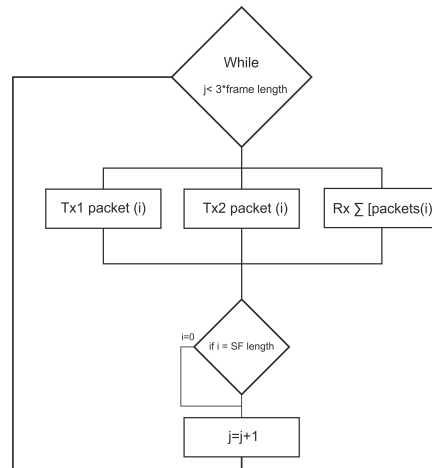 While
j< 3*frame length
Tx1 packet (i)
Tx2 packet (i)
Rx ∑ [packets(i)
i=0
if i = SF length
j=j+1